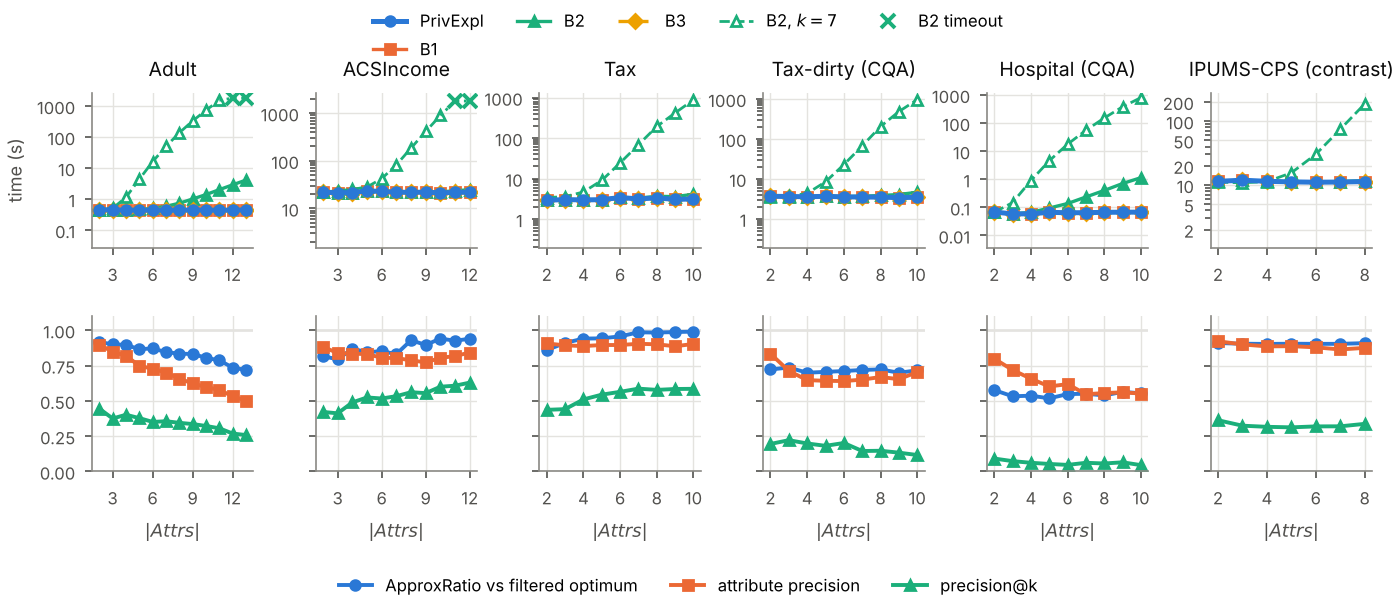 PrivExpl B2 B3 B2, k = 7 B2 timeout
B1
Adult ACSIncome Tax Tax-dirty (CQA) Hospital (CQA) IPUMS-CPS (contrast)
time (s)
1000 100 10 1 0.1
3 6 9 12
1000 100 10
3 6 9 12
1000 100 10 1
2 4 6 8 10
1000 100 10 1
2 4 6 8 10
1000 100 10 1 0.1 0.01
2 4 6 8 10
200 100 50 20 10 5 2
2 4 6 8
1.00 0.75 0.50 0.25 0.00
3 6 9 12
3 6 9 12
2 4 6 8 10
2 4 6 8 10
2 4 6 8 10
2 4 6 8
|Attrs| |Attrs| |Attrs| |Attrs| |Attrs| |Attrs|
ApproxRatio vs filtered optimum attribute precision precision@k